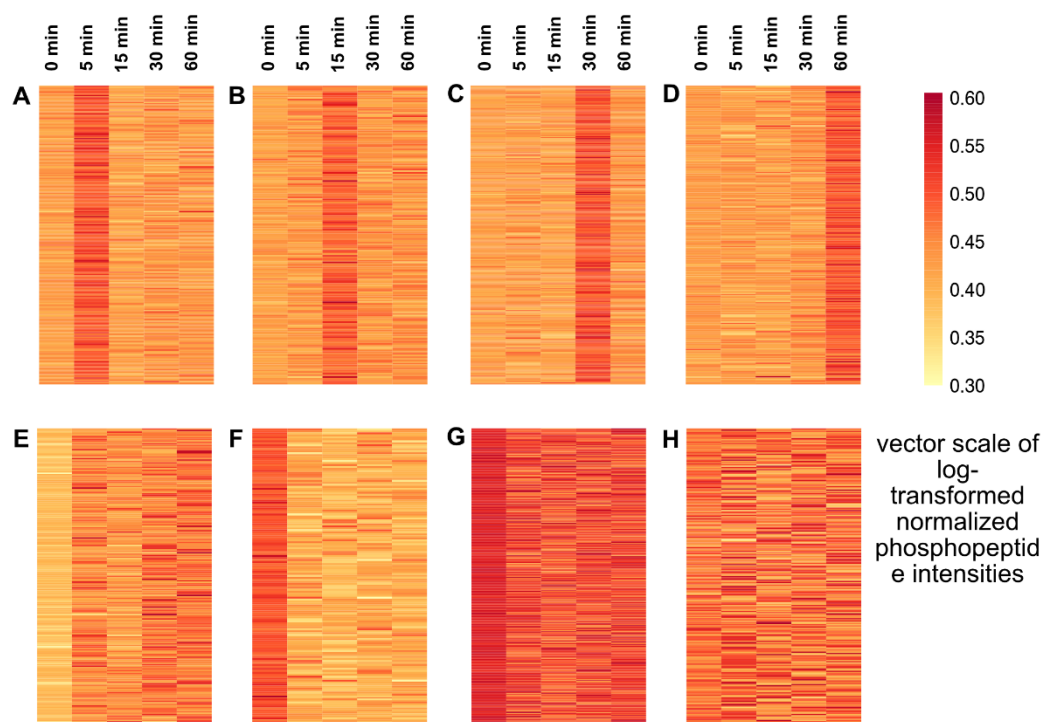 0 min 5 min 15 min 30 min 60 min 0 min 5 min 15 min 30 min 60 min 0 min 5 min 15 min 30 min 60 min 0 min 5 min 15 min 30 min 60 min
A B C D
0.60
0.55
0.50
0.45
0.40
0.35
0.30
E F G H
vector scale of
log-
transformed
normalized
phosphopeptid
e intensities